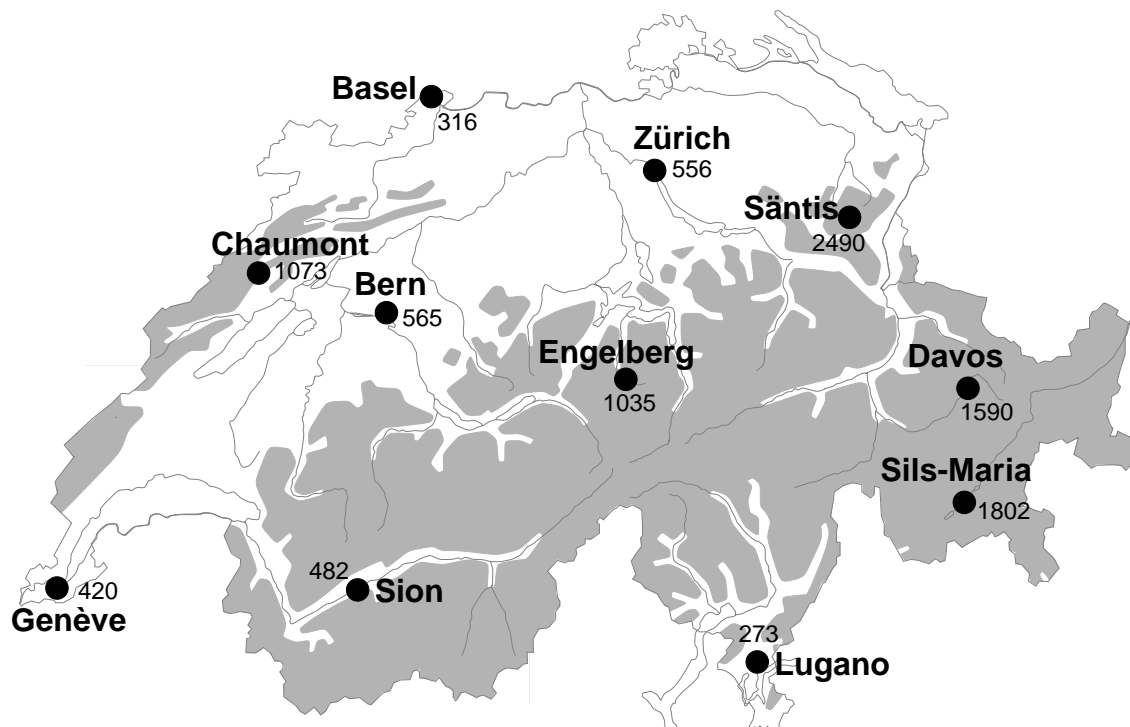 Basel
316
Zürich
556
Säntis
2490
Chaumont
1073
Bern
565
Engelberg
1035
Davos
1590
Sils-Maria
1802
482
Sion
420
Genève
273
Lugano